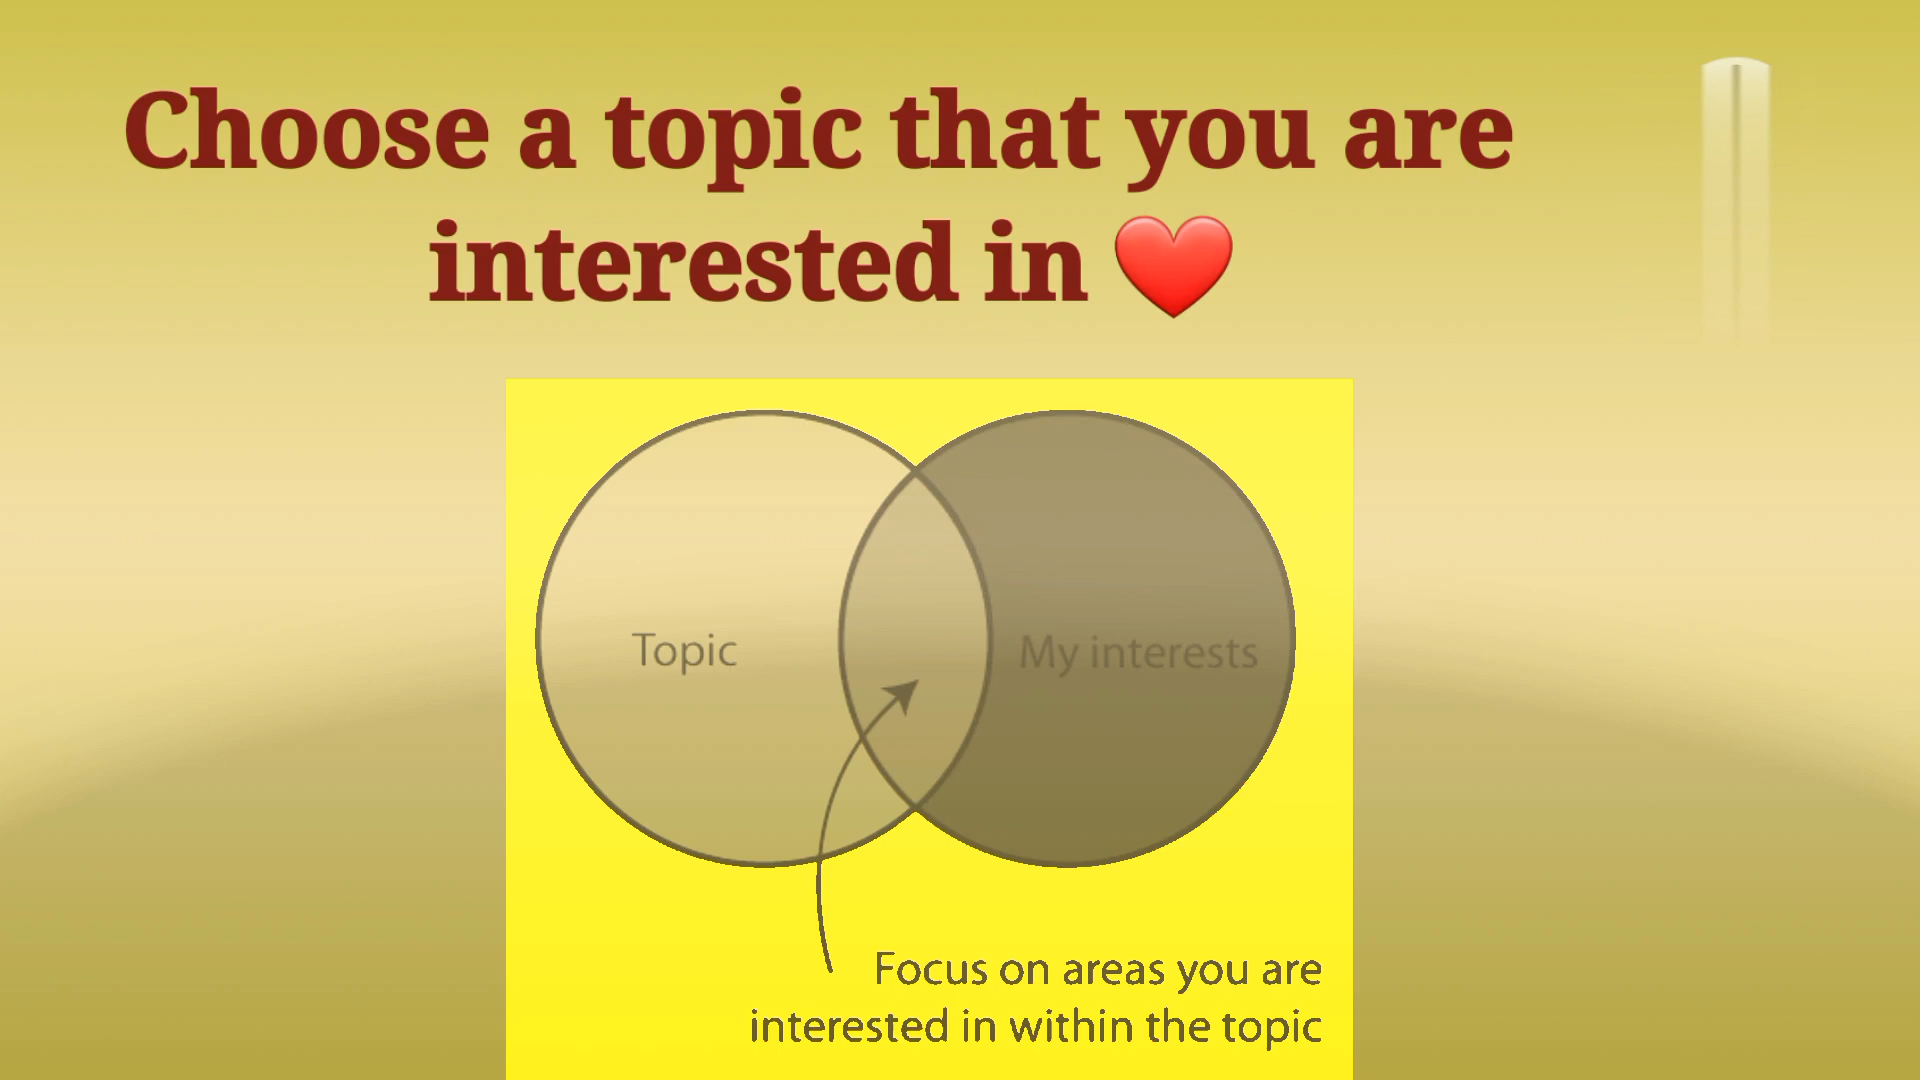 Choose a topic that you are
interested in ❤️
Topic
My interests
Focus on areas you are
interested in within the topic